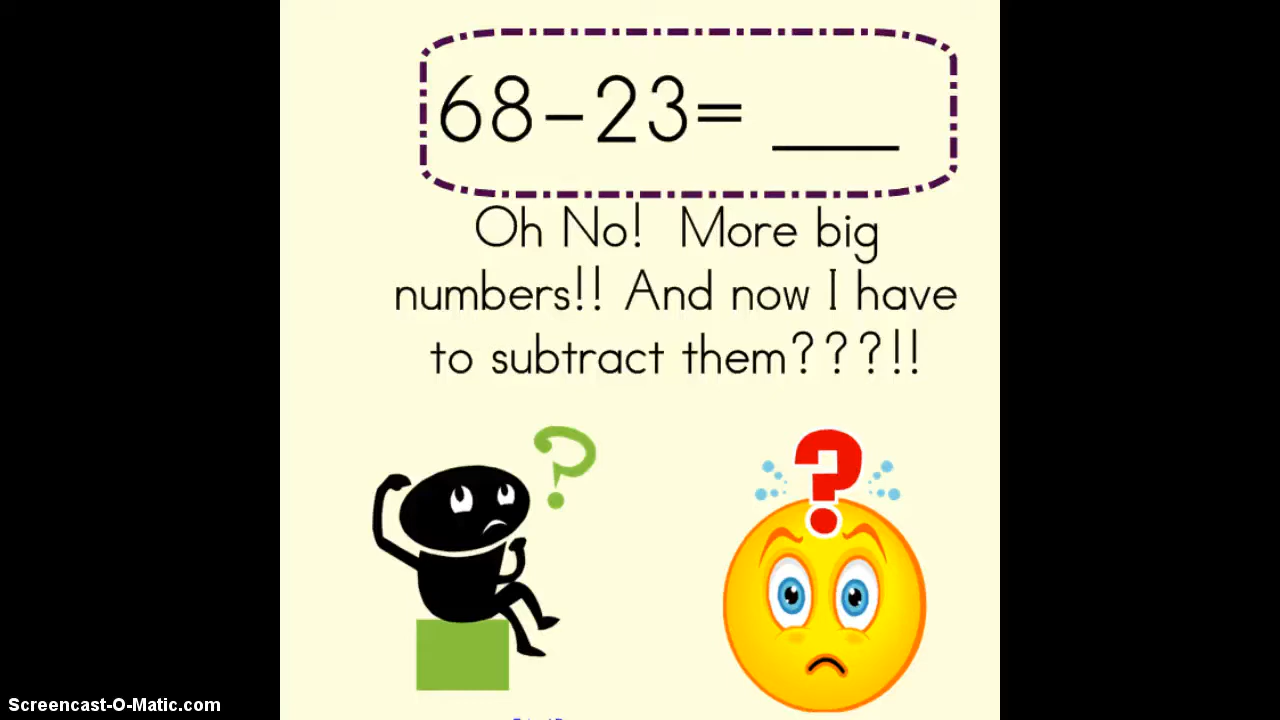 68-23= ___
Oh No! More big
numbers!! And now I have
to subtract them???!!
?
?
Screencast-O-Matic.com